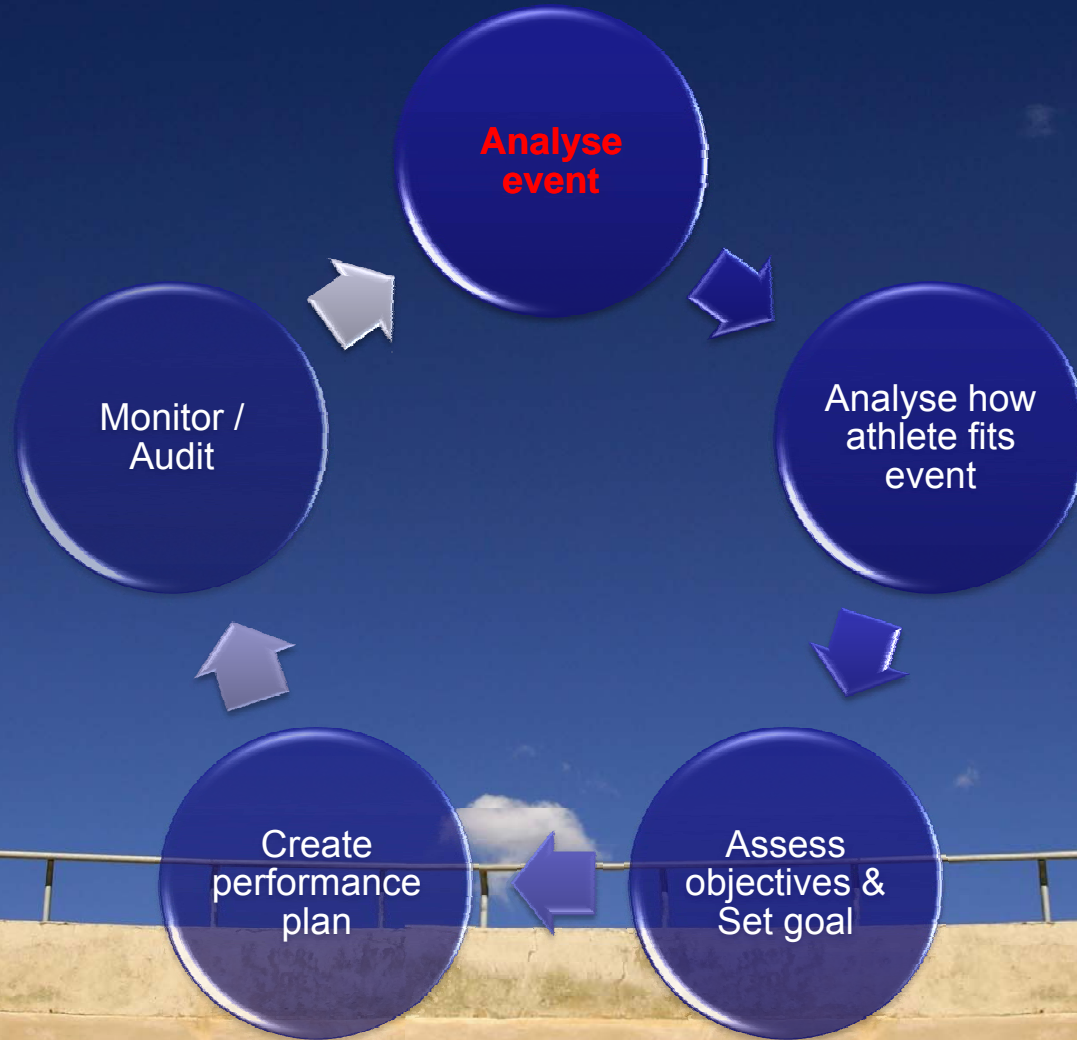 Analyse
event
Analyse how
athlete fits
event
Assess
objectives &
Set goal
Create
performance
plan
Monitor /
Audit